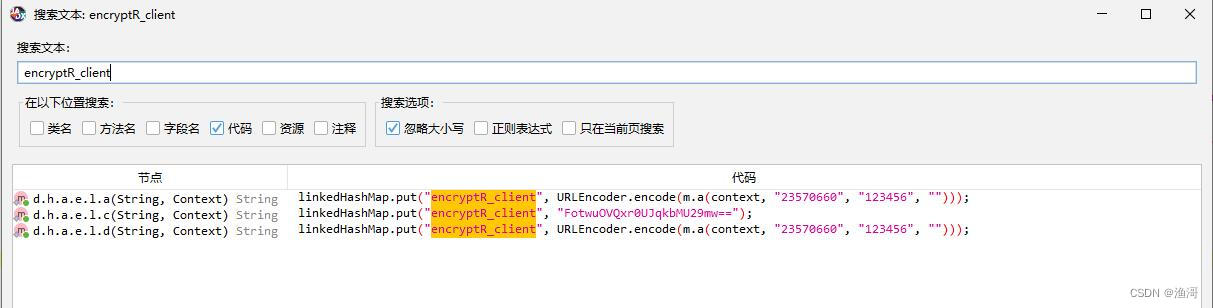 搜索文本: encryptR_client
搜索文本:
encryptR_client
在以下位置搜索:
类名 方法名 字段名 代码 资源 注释
搜索选项:
忽略大小写 正则表达式 只在当前页搜索
节点 代码
d.h.a.e.l.a(String, Context) String linkedHashMap.put("encryptR_client", URLEncoder.encode(m.a(context, "23570660", "123456", "")));
d.h.a.e.l.c(String, Context) String linkedHashMap.put("encryptR_client", "FotwuOVQxr0UJqkbMU29mw==");
d.h.a.e.l.d(String, Context) String linkedHashMap.put("encryptR_client", URLEncoder.encode(m.a(context, "23570660", "123456", "")));
CSDN @渔滒